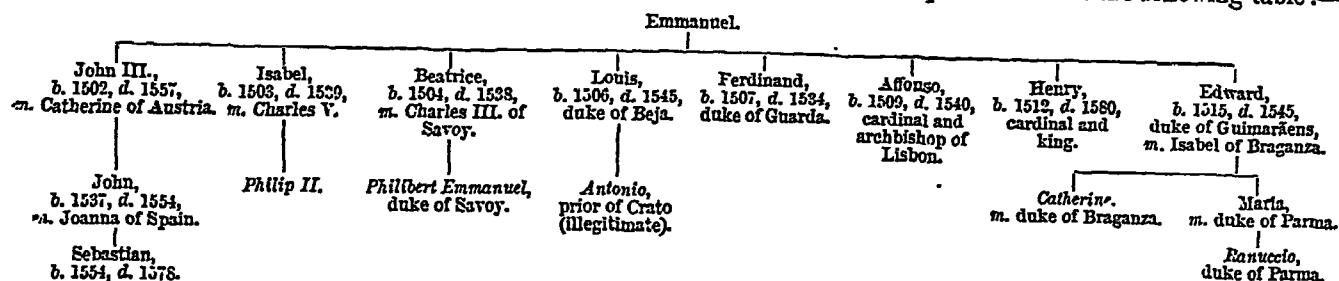 following table:—
Emmanuel.
John III.,
b. 1502, d. 1557,
m. Catherine of Austria.
Isabel,
b. 1503, d. 1539,
m. Charles V.
Beatrice,
b. 1504, d. 1538,
m. Charles III. of
Savoy.
Louis,
b. 1506, d. 1545,
duke of Beja.
Ferdinand,
b. 1507, d. 1534,
duke of Guarda.
Affonso,
b. 1509, d. 1540,
cardinal and
archbishop of
Lisbon.
Henry,
b. 1512, d. 1580,
cardinal and
king.
Edward,
b. 1515, d. 1545,
duke of Guimarãens,
m. Isabel of Braganza.
John,
b. 1537, d. 1554,
m. Joanna of Spain.
Philip II.
Philibert Emmanuel,
duke of Savoy.
Antonio,
prior of Crato
(illegitimate).
Catherine.
m. duke of Braganza.
Maria,
m. duke of Parma.
Sebastian,
b. 1554, d. 1578.
Ranuccio,
duke of Parma.